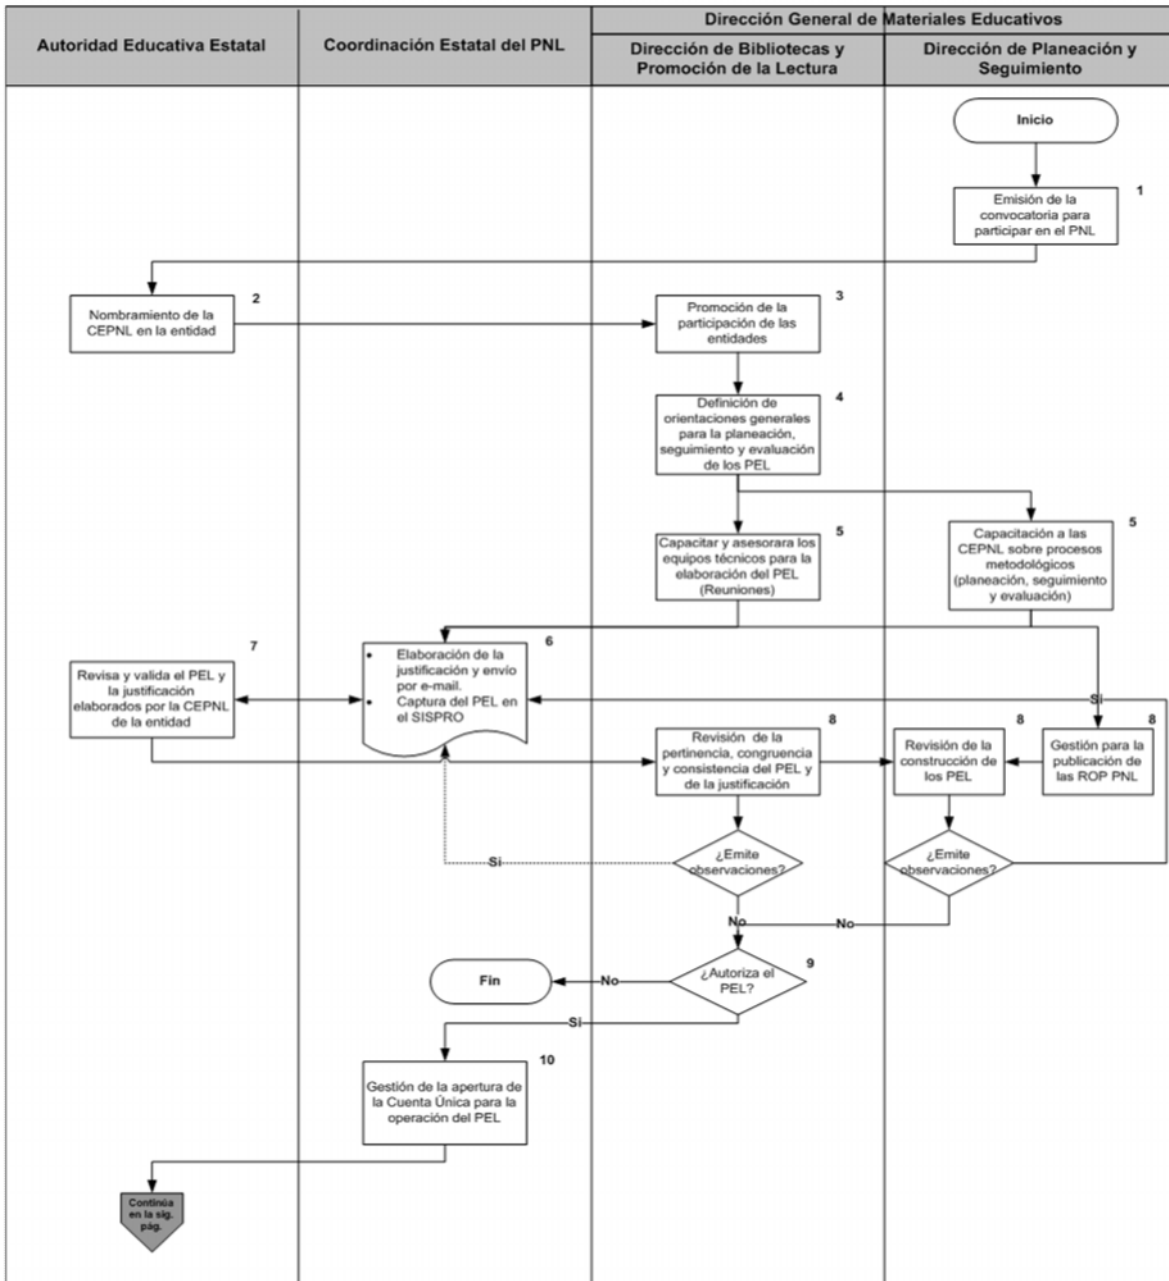 Dirección General de Materiales Educativos
Autoridad Educativa Estatal
Coordinación Estatal del PNL
Dirección de Bibliotecas y
Promoción de la Lectura
Dirección de Planeación y
Seguimiento
Inicio
1
Emisión de la
convocatoria para
participar en el PNL
2
Nombramiento de la
CEPNL en la entidad
3
Promoción de la
participación de las
entidades
4
Definición de
orientaciones generales
para la planeación,
seguimiento y evaluación
de los PEL
5
Capacitar y asesorara los
equipos técnicos para la
elaboración del PEL
(Reuniones)
5
Capacitación a las
CEPNL sobre procesos
metodológicos
(planeación, seguimiento
y evaluación)
6
• Elaboración de la
justificación y envío
por e-mail.
• Captura del PEL en
el SISPRO
7
Revisa y valida el PEL y
la justificación
elaborados por la CEPNL
de la entidad
Si
8
Revisión de la
pertinencia, congruencia
y consistencia del PEL y
de la justificación
8
Revisión de la
construcción de
los PEL
8
Gestión para la
publicación de
las ROP PNL
¿Emite
observaciones?
Si
¿Emite
observaciones?
No
No
9
¿Autoriza el
PEL?
No
Fin
Si
10
Gestión de la apertura de
la Cuenta Única para la
operación del PEL
Continúa
en la sig.
pág.